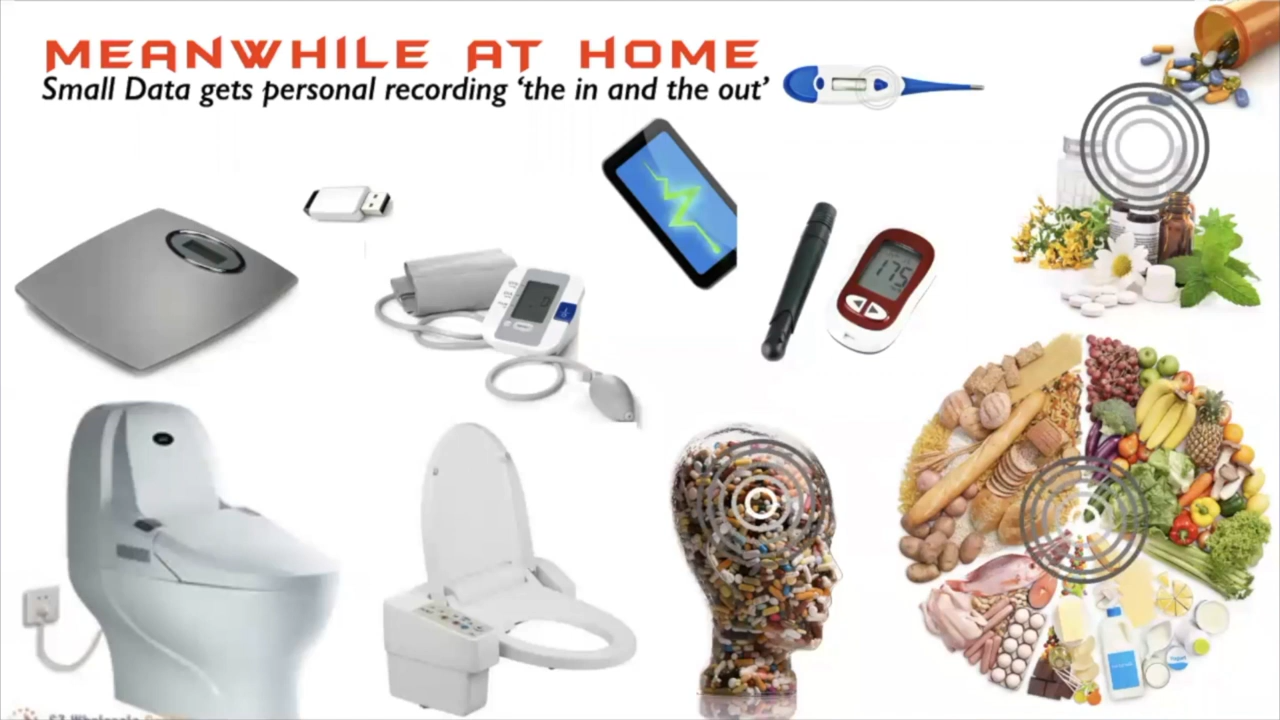 MEANWHILE AT HOME
Small Data gets personal recording ‘the in and the out’
175